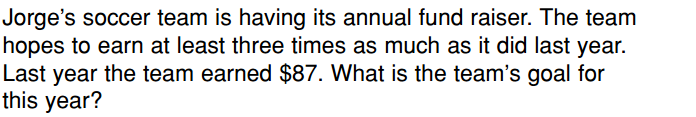 Jorge's soccer team is having its annual fund raiser. The team
hopes to earn at least three times as much as it did last year.
Last year the team earned $87. What is the team's goal for
this year?